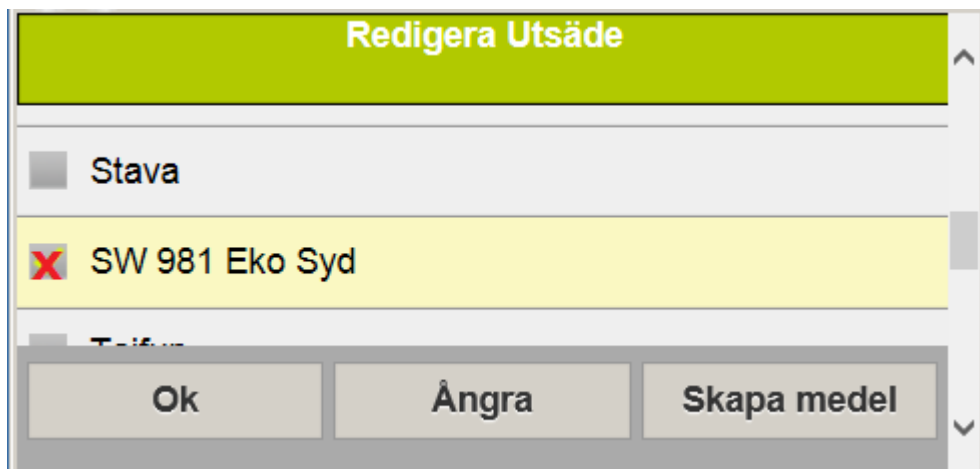 Redigera Utsäde
Stava
SW 981 Eko Syd
Ok
Ångra
Skapa medel